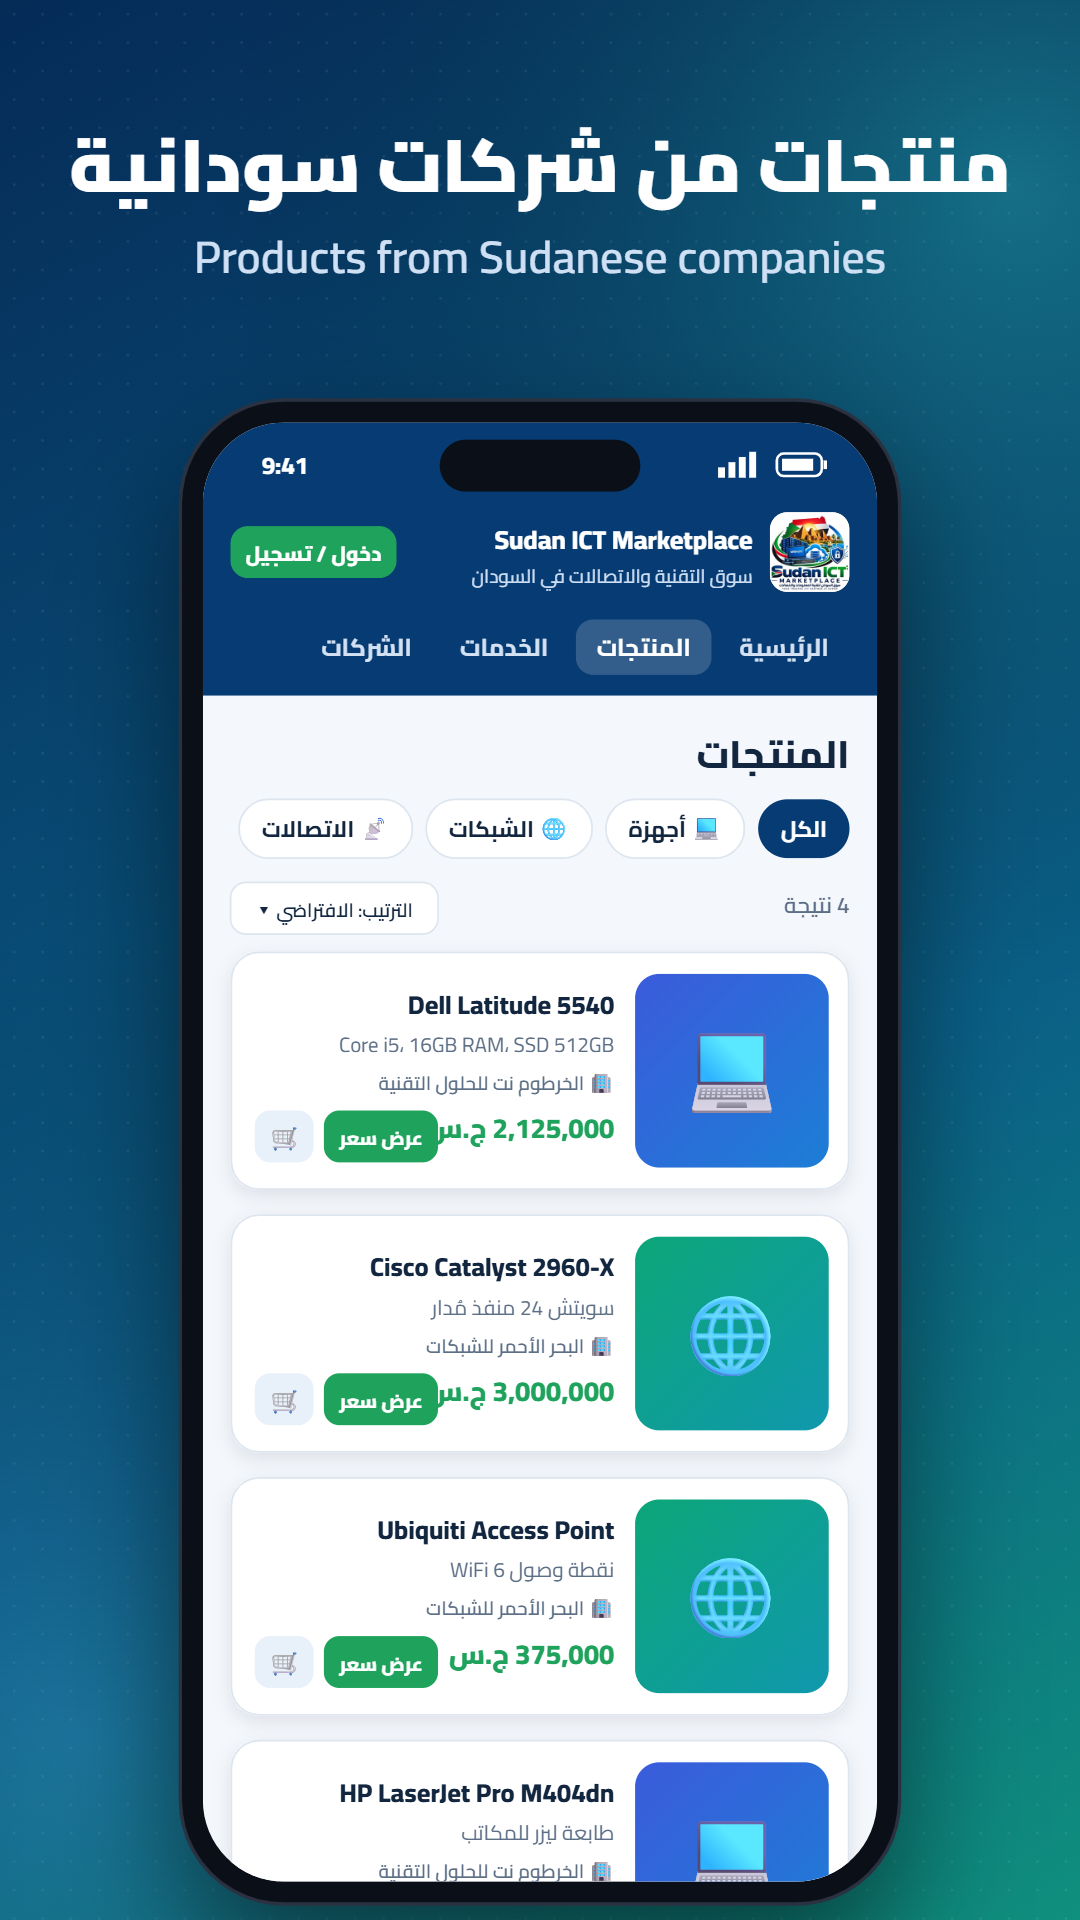 منتجات من شركات سودانية
Products from Sudanese companies
9:41
Sudan ICT Marketplace
سوق التقنية والاتصالات في السودان
دخول / تسجيل
Sudan ICT
MARKETPLACE
الرئيسية
المنتجات
الخدمات
الشركات
المنتجات
الكل
أجهزة
الشبكات
الاتصالات
4 نتيجة
الترتيب: الافتراضي ▾
Dell Latitude 5540
Core i5، 16GB RAM، SSD 512GB
الخرطوم نت للحلول التقنية
2,125,000 ج.س
عرض سعر
Cisco Catalyst 2960-X
سويتش 24 منفذ مُدار
البحر الأحمر للشبكات
3,000,000 ج.س
عرض سعر
Ubiquiti Access Point
نقطة وصول WiFi 6
البحر الأحمر للشبكات
375,000 ج.س
عرض سعر
HP LaserJet Pro M404dn
طابعة ليزر للمكاتب
الخرطوم نت للحلول التقنية